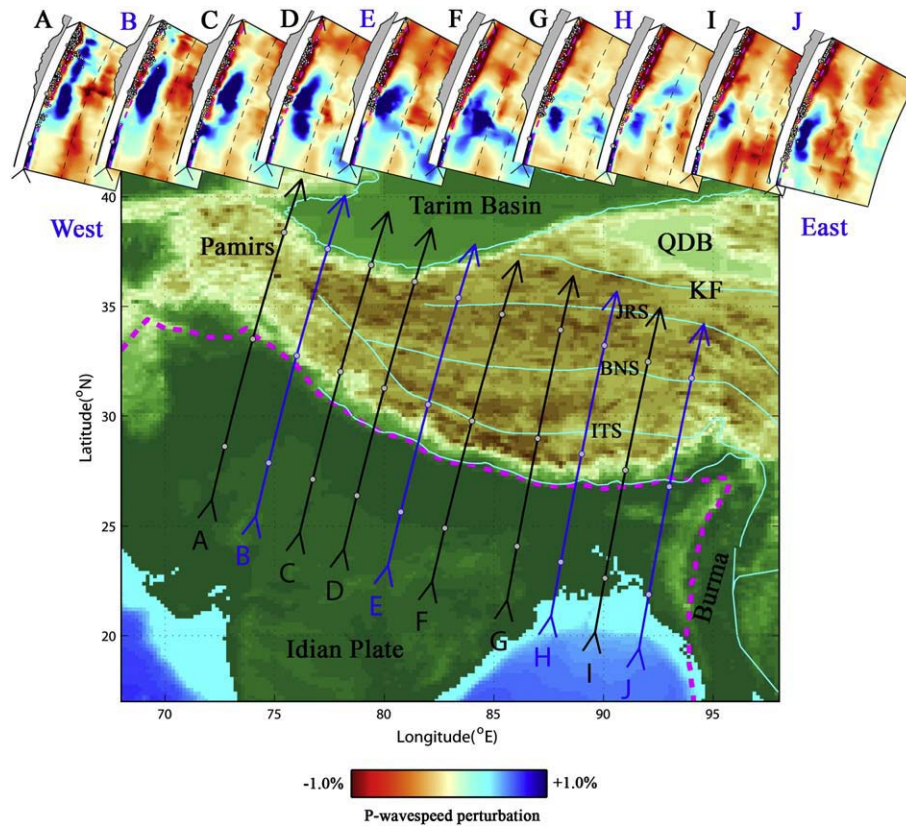 A B C D E F G H I J
40
West
Tarim Basin
East
Pamirs
QDB
KF
35
JRS
BNS
30
ITS
25
A
B
C
D
E
F
G
H
I
J
Burma
20
Idian Plate
70 75 80 85 90 95
Latitude(°N)
Longitude(°E)
-1.0% +1.0%
P-wavespeed perturbation